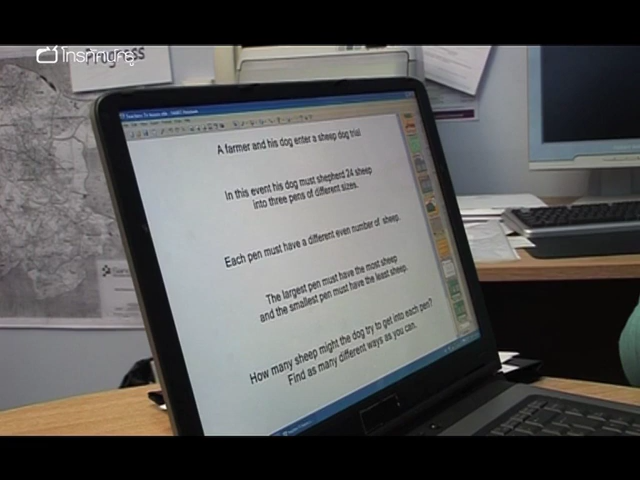 โทรทัศน์ครู
Progress
A farmer and his dog enter a sheep dog trial
In this event his dog must shepherd 24 sheep
into three pens of different sizes.
Each pen must have a different even number of sheep.
The largest pen must have the most sheep
and the smallest pen must have the least sheep.
How many sheep might the dog try to get into each pen?
Find as many different ways as you can.